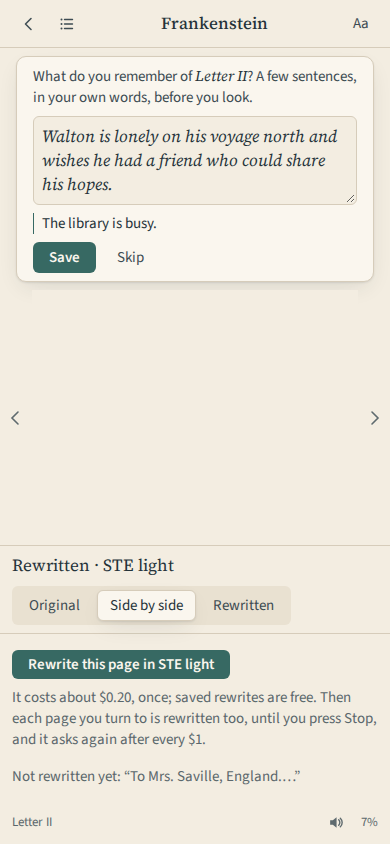 Frankenstein
Aa
What do you remember of Letter II? A few sentences,
in your own words, before you look.
Walton is lonely on his voyage north and
wishes he had a friend who could share
his hopes.
The library is busy.
Save
Skip
Rewritten · STE light
Original
Side by side
Rewritten
Rewrite this page in STE light
It costs about $0.20, once; saved rewrites are free. Then
each page you turn to is rewritten too, until you press Stop,
and it asks again after every $1.
Not rewritten yet: “To Mrs. Saville, England.…”
Letter II
7%